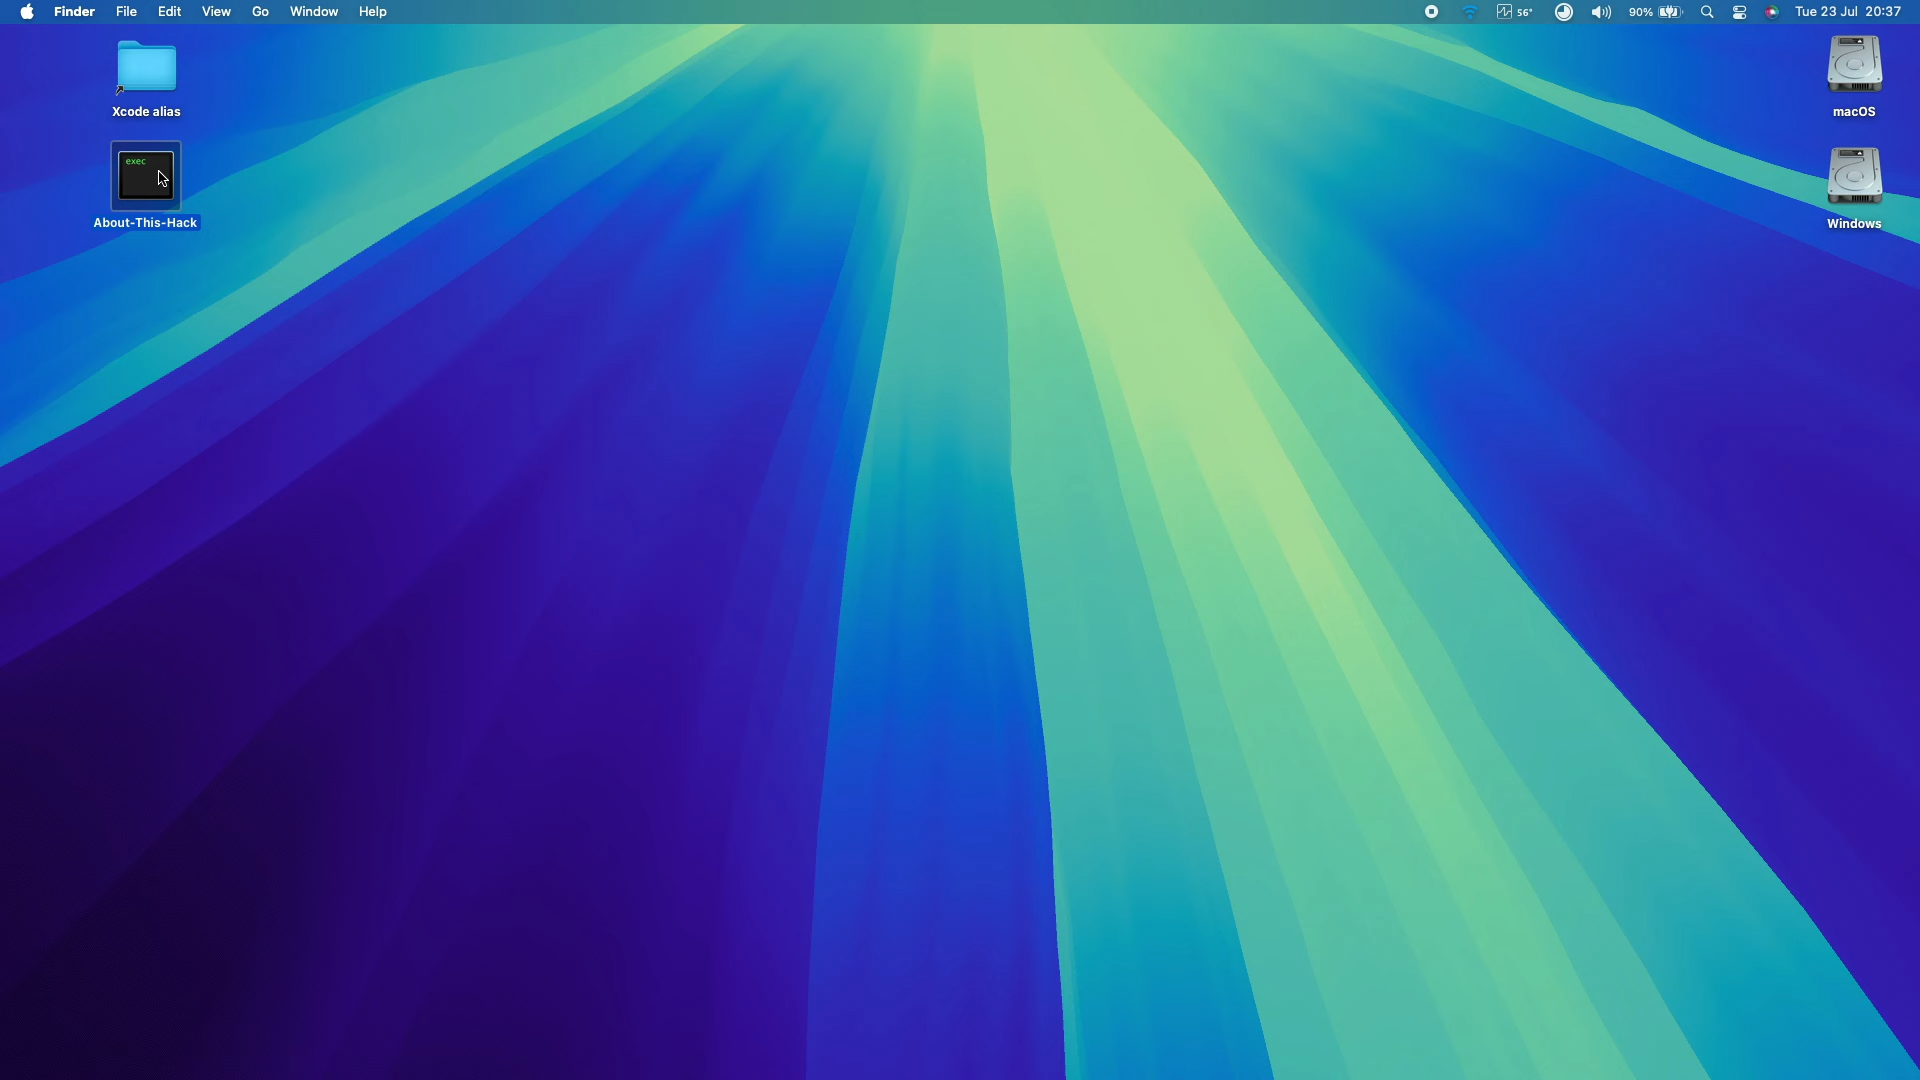 Finder File Edit View Go Window Help 56° 90% Tue 23 Jul 20:37
Xcode alias
exec
About-This-Hack
macOS
Windows